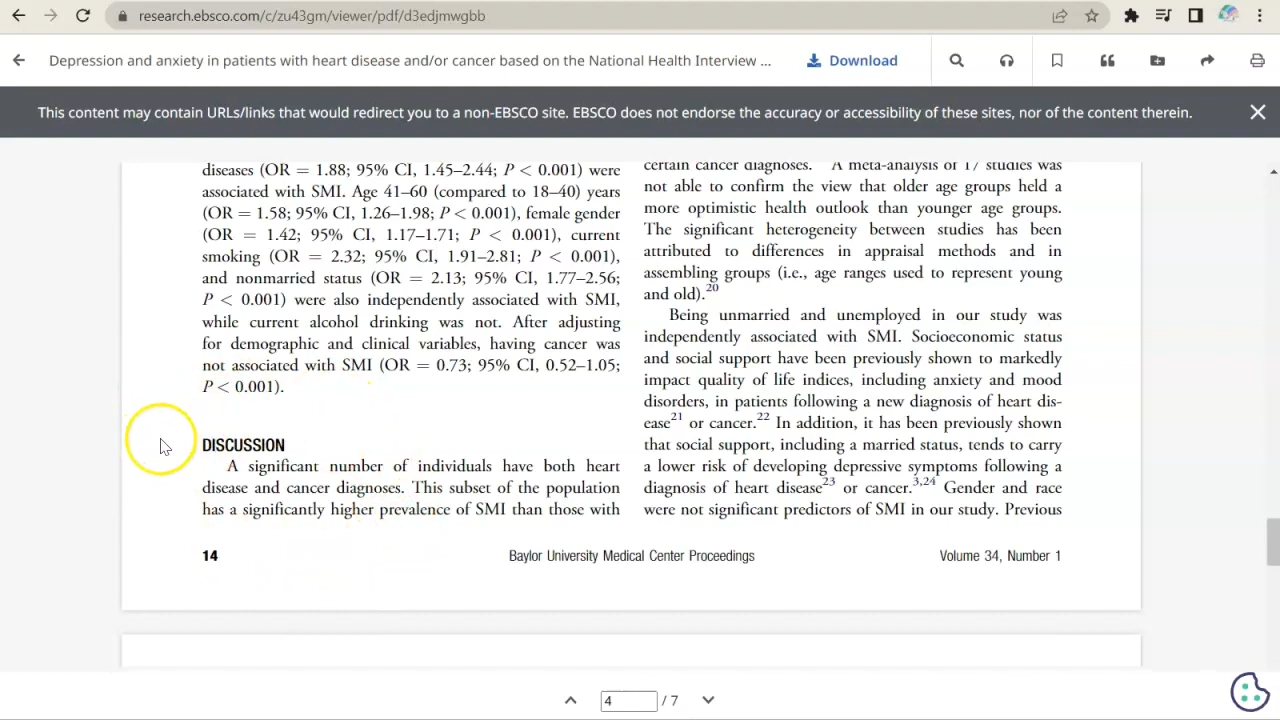 research.ebsco.com/c/zu43gm/viewer/pdf/d3edjmwgbb
Depression and anxiety in patients with heart disease and/or cancer based on the National Health Interview ...
Download
This content may contain URLs/links that would redirect you to a non-EBSCO site. EBSCO does not endorse the accuracy or accessibility of these sites, nor of the content therein.
diseases (OR = 1.88; 95% CI, 1.45–2.44; P < 0.001) were
associated with SMI. Age 41–60 (compared to 18–40) years
(OR = 1.58; 95% CI, 1.26–1.98; P < 0.001), female gender
(OR = 1.42; 95% CI, 1.17–1.71; P < 0.001), current
smoking (OR = 2.32; 95% CI, 1.91–2.81; P < 0.001),
and nonmarried status (OR = 2.13; 95% CI, 1.77–2.56;
P < 0.001) were also independently associated with SMI,
while current alcohol drinking was not. After adjusting
for demographic and clinical variables, having cancer was
not associated with SMI (OR = 0.73; 95% CI, 0.52–1.05;
P < 0.001).
DISCUSSION
A significant number of individuals have both heart
disease and cancer diagnoses. This subset of the population
has a significantly higher prevalence of SMI than those with
certain cancer diagnoses. A meta-analysis of 17 studies was
not able to confirm the view that older age groups held a
more optimistic health outlook than younger age groups.
The significant heterogeneity between studies has been
attributed to differences in appraisal methods and in
assembling groups (i.e., age ranges used to represent young
and old).20
Being unmarried and unemployed in our study was
independently associated with SMI. Socioeconomic status
and social support have been previously shown to markedly
impact quality of life indices, including anxiety and mood
disorders, in patients following a new diagnosis of heart dis-
ease21 or cancer.22 In addition, it has been previously shown
that social support, including a married status, tends to carry
a lower risk of developing depressive symptoms following a
diagnosis of heart disease23 or cancer.3,24 Gender and race
were not significant predictors of SMI in our study. Previous
14 Baylor University Medical Center Proceedings Volume 34, Number 1
4 / 7